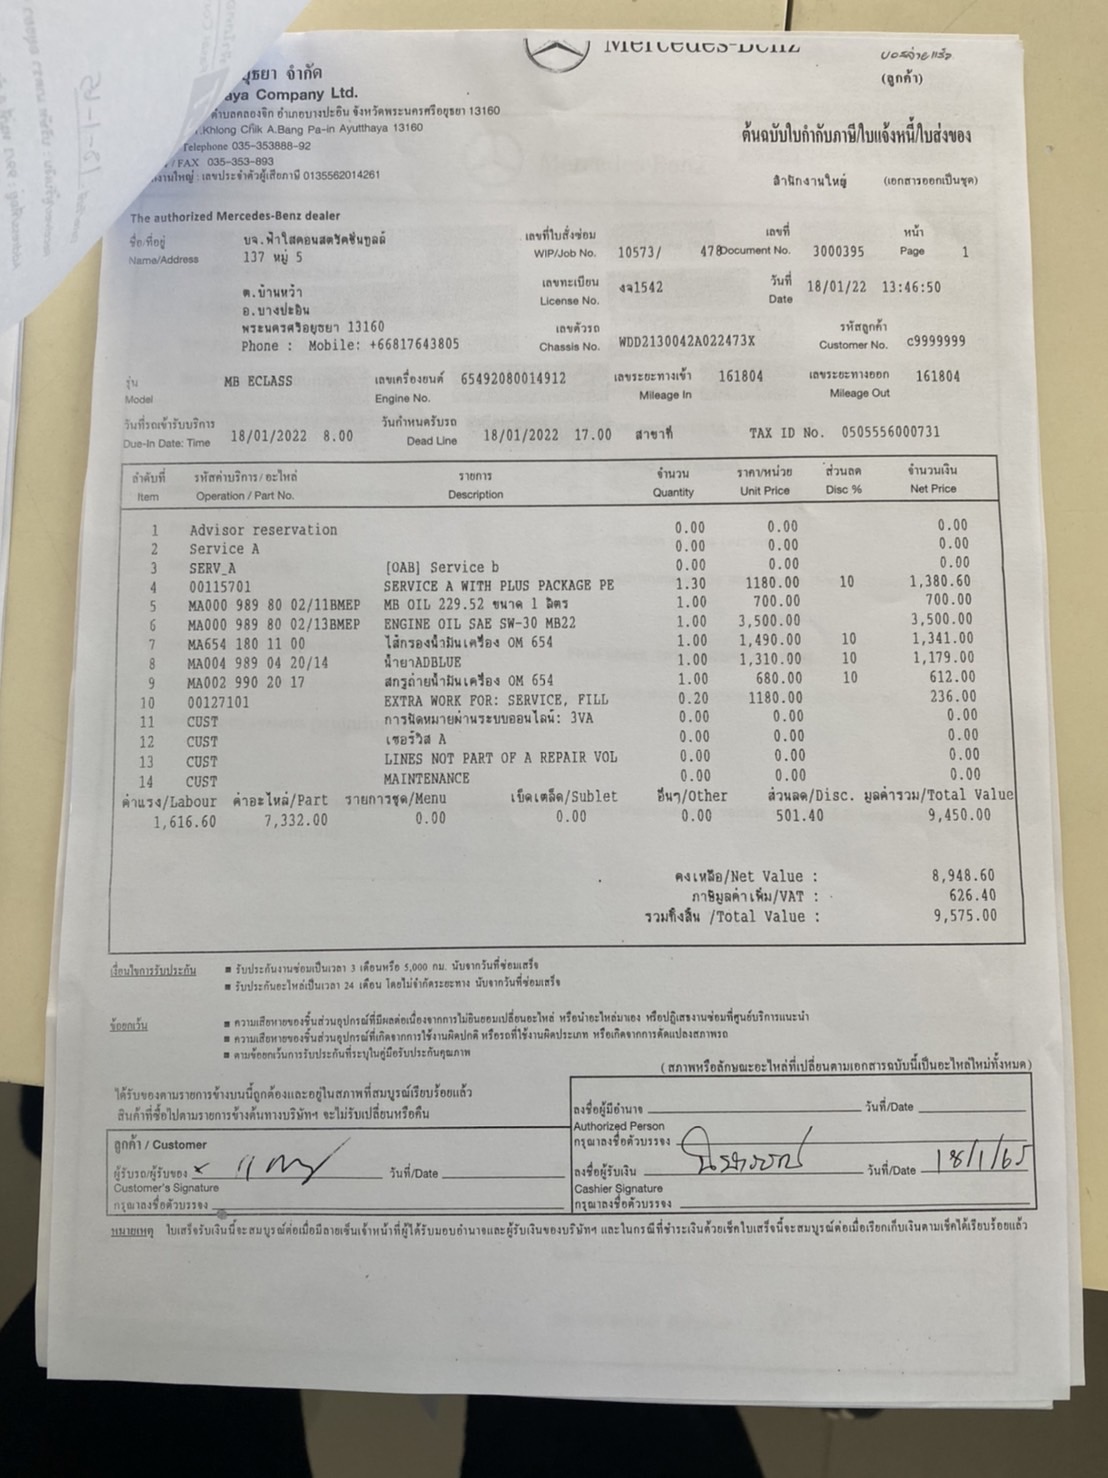 Mercedes-Benz
(ลูกค้า)
ยุธยา จำกัด
aya Company Ltd.
ตำบลคลองจิก อำเภอบางปะอิน จังหวัดพระนครศรีอยุธยา 13160
.Khlong Chik A.Bang Pa-in Ayutthaya 13160
Telephone 035-353888-92
/ FAX 035-353-893
งานใหญ่ : เลขประจำตัวผู้เสียภาษี 0135562014261
ต้นฉบับใบกำกับภาษี/ใบแจ้งหนี้/ใบส่งของ
สำนักงานใหญ่ (เอกสารออกเป็นชุด)
The authorized Mercedes-Benz dealer
ชื่อ/ที่อยู่ บจ.ฟ้าใสคอนสตรัคชั่นทูลล์ เลขที่ใบสั่งซ่อม เลขที่ หน้า
Name/Address 137 หมู่ 5 WIP/Job No. 10573/ 478 Document No. 3000395 Page 1
ต.บ้านหว้า เลขทะเบียน งจ1542 วันที่ 18/01/22 13:46:50
อ.บางปะอิน License No. Date
พระนครศรีอยุธยา 13160 เลขตัวรถ รหัสลูกค้า
Phone : Mobile: +66817643805 Chassis No. WDD2130042A022473X Customer No. c9999999
รุ่น MB ECLASS เลขเครื่องยนต์ 65492080014912 เลขระยะทางเข้า 161804 เลขระยะทางออก 161804
Model Engine No. Mileage In Mileage Out
วันที่รถเข้ารับบริการ วันกำหนดรับรถ
Due-In Date: Time 18/01/2022 8.00 Dead Line 18/01/2022 17.00 สาขาที่ TAX ID No. 0505556000731
ลำดับที่ รหัสค่าบริการ/อะไหล่ รายการ จำนวน ราคา/หน่วย ส่วนลด จำนวนเงิน
Item Operation / Part No. Description Quantity Unit Price Disc % Net Price
1 Advisor reservation 0.00 0.00 0.00
2 Service A 0.00 0.00 0.00
3 SERV_A [OAB] Service b 0.00 0.00 0.00
4 00115701 SERVICE A WITH PLUS PACKAGE PE 1.30 1180.00 10 1,380.60
5 MA000 989 80 02/11BMEP MB OIL 229.52 ขนาด 1 ลิตร 1.00 700.00 700.00
6 MA000 989 80 02/13BMEP ENGINE OIL SAE 5W-30 MB22 1.00 3,500.00 3,500.00
7 MA654 180 11 00 ไส้กรองน้ำมันเครื่อง OM 654 1.00 1,490.00 10 1,341.00
8 MA004 989 04 20/14 น้ำยาADBLUE 1.00 1,310.00 10 1,179.00
9 MA002 990 20 17 สกรูถ่ายน้ำมันเครื่อง OM 654 1.00 680.00 10 612.00
10 00127101 EXTRA WORK FOR: SERVICE, FILL 0.20 1180.00 236.00
11 CUST การนัดหมายผ่านระบบออนไลน์: 3VA 0.00 0.00 0.00
12 CUST เซอร์วิส A 0.00 0.00 0.00
13 CUST LINES NOT PART OF A REPAIR VOL 0.00 0.00 0.00
14 CUST MAINTENANCE 0.00 0.00 0.00
ค่าแรง/Labour ค่าอะไหล่/Part รายการชุด/Menu เบ็ดเตล็ด/Sublet อื่นๆ/Other ส่วนลด/Disc. มูลค่ารวม/Total Value
1,616.60 7,332.00 0.00 0.00 0.00 501.40 9,450.00
คงเหลือ/Net Value : 8,948.60
ภาษีมูลค่าเพิ่ม/VAT : 626.40
รวมทั้งสิ้น /Total Value : 9,575.00
เงื่อนไขการรับประกัน ■ รับประกันงานซ่อมเป็นเวลา 3 เดือนหรือ 5,000 กม. นับจากวันที่ซ่อมเสร็จ
■ รับประกันอะไหล่เป็นเวลา 24 เดือน โดยไม่จำกัดระยะทาง นับจากวันที่ซ่อมเสร็จ
ข้อยกเว้น ■ ความเสียหายของชิ้นส่วนอุปกรณ์ที่มีผลต่อเนื่องจากการไม่ยินยอมเปลี่ยนอะไหล่ หรือนำอะไหล่มาเอง หรือปฏิเสธงานซ่อมที่ศูนย์บริการแนะนำ
■ ความเสียหายของชิ้นส่วนอุปกรณ์ที่เกิดจากการใช้งานผิดปกติ หรือรถที่ใช้งานผิดประเภท หรือเกิดจากการดัดแปลงสภาพรถ
■ ตามข้อยกเว้นการรับประกันที่ระบุในคู่มือรับประกันคุณภาพ
(สภาพหรือลักษณะอะไหล่ที่เปลี่ยนตามเอกสารฉบับนี้เป็นอะไหล่ใหม่ทั้งหมด)
ได้รับของตามรายการข้างบนนี้ถูกต้องและอยู่ในสภาพที่สมบูรณ์เรียบร้อยแล้ว
สินค้าที่ซื้อไปตามรายการข้างต้นทางบริษัทฯ จะไม่รับเปลี่ยนหรือคืน
ลูกค้า / Customer
ผู้รับรถ/ผู้รับของ x วันที่/Date
Customer's Signature
กรุณาลงชื่อตัวบรรจง
ลงชื่อผู้มีอำนาจ วันที่/Date
Authorized Person
กรุณาลงชื่อตัวบรรจง
ลงชื่อผู้รับเงิน วันที่/Date 18/1/65
Cashier Signature
กรุณาลงชื่อตัวบรรจง
หมายเหตุ ใบเสร็จรับเงินนี้จะสมบูรณ์ต่อเมื่อมีลายเซ็นเจ้าหน้าที่ผู้ได้รับมอบอำนาจและผู้รับเงินของบริษัทฯ และในกรณีที่ชำระเงินด้วยเช็คใบเสร็จนี้จะสมบูรณ์ต่อเมื่อเรียกเก็บเงินตามเช็คได้เรียบร้อยแล้ว